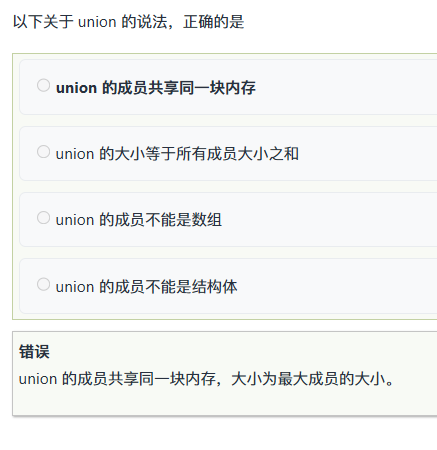 以下关于 union 的说法，正确的是
union 的成员共享同一块内存
union 的大小等于所有成员大小之和
union 的成员不能是数组
union 的成员不能是结构体
错误
union 的成员共享同一块内存，大小为最大成员的大小。